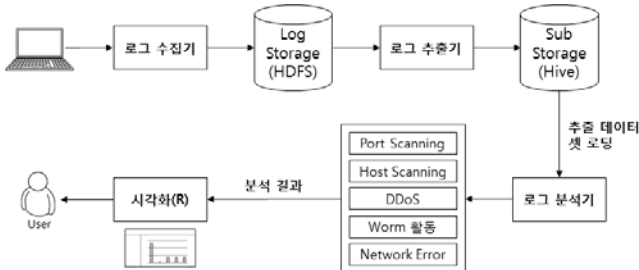 로그 수집기
Log
Storage
(HDFS)
로그 추출기
Sub
Storage
(Hive)
추출 데이터
셋 로딩
로그 분석기
Port Scanning
Host Scanning
DDoS
Worm 활동
Network Error
분석 결과
시각화(R)
User